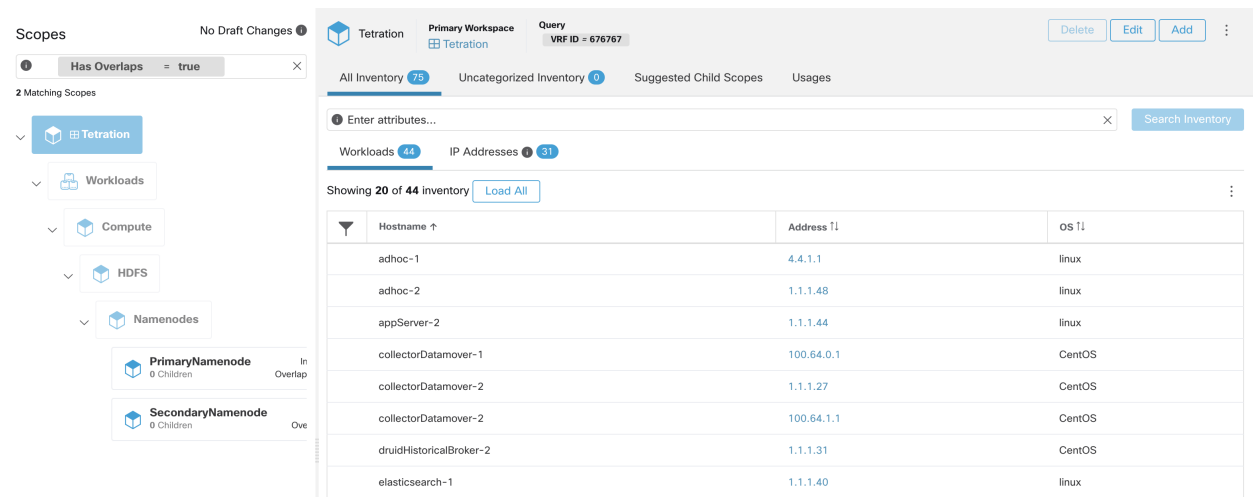 Scopes
No Draft Changes
Has Overlaps = true
2 Matching Scopes
Tetration
Workloads
Compute
HDFS
Namenodes
PrimaryNamenode
0 Children
In
Overlap
SecondaryNamenode
0 Children
Ove
Tetration
Primary Workspace
Tetration
Query
VRF ID = 676767
Delete
Edit
Add
All Inventory 75
Uncategorized Inventory 0
Suggested Child Scopes
Usages
Enter attributes...
Search Inventory
Workloads 44
IP Addresses 31
Showing 20 of 44 inventory
Load All
Hostname ↑ Address ↑↓ OS ↑↓
adhoc-1 4.4.1.1 linux
adhoc-2 1.1.1.48 linux
appServer-2 1.1.1.44 linux
collectorDatamover-1 100.64.0.1 CentOS
collectorDatamover-2 1.1.1.27 CentOS
collectorDatamover-2 100.64.1.1 CentOS
druidHistoricalBroker-2 1.1.1.31 CentOS
elasticsearch-1 1.1.1.40 linux